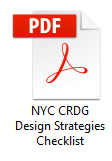 PDF
NYC CRDG
Design Strategies
Checklist